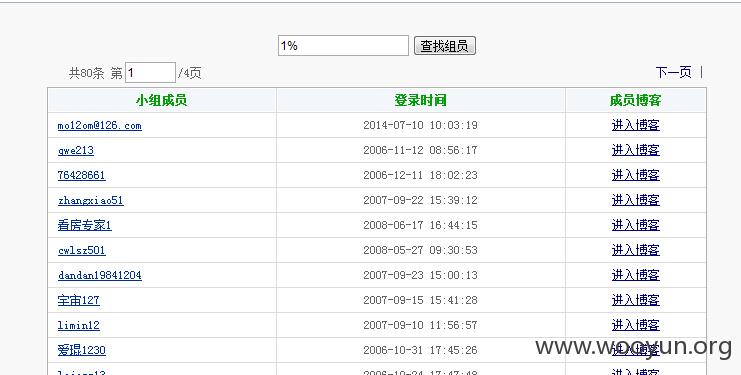 1% 查找组员
共80条 第 1 /4页 下一页 |
小组成员 登录时间 成员博客
mo12om@126.com 2014-07-10 10:03:19 进入博客
qwe213 2006-11-12 08:56:17 进入博客
76428661 2006-12-11 18:02:23 进入博客
zhangxiao51 2007-09-22 15:39:12 进入博客
看房专家1 2008-06-17 16:44:15 进入博客
cwlsz501 2008-05-27 09:30:53 进入博客
dandan19841204 2007-09-23 15:00:13 进入博客
宇宙127 2007-09-15 15:41:28 进入博客
limin12 2007-09-10 11:56:57 进入博客
爱琨1230 2006-10-31 17:45:26 进入博客
www.wooyun.org